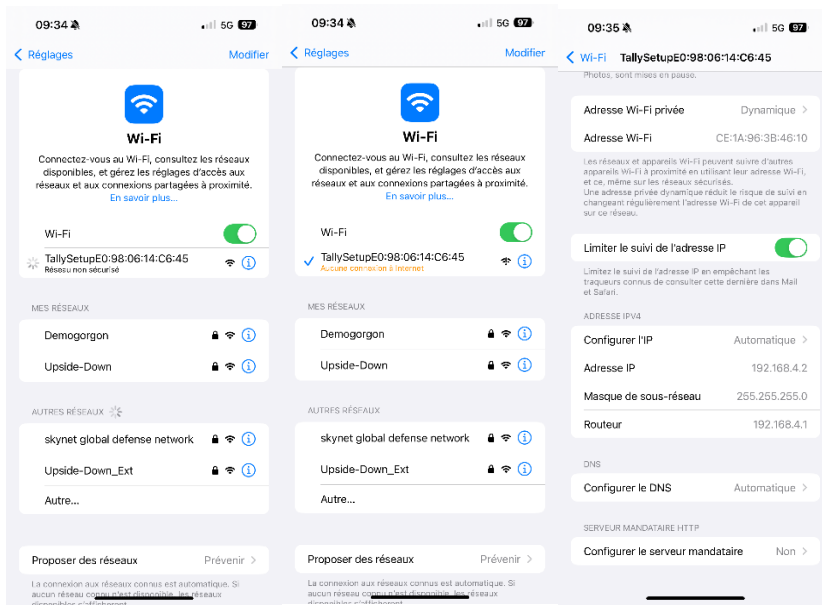 09:34
5G 97
Réglages
Modifier
Wi-Fi
Connectez-vous au Wi-Fi, consultez les réseaux
disponibles, et gérez les réglages d'accès aux
réseaux et aux connexions partagées à proximité.
En savoir plus...
Wi-Fi
TallySetupE0:98:06:14:C6:45
Réseau non sécurisé
MES RÉSEAUX
Demogorgon
Upside-Down
AUTRES RÉSEAUX
skynet global defense network
Upside-Down_Ext
Autre...
Proposer des réseaux
Prévenir
La connexion aux réseaux connus est automatique. Si
aucun réseau connu n'est disponible, les réseaux
disponibles s'afficheront
09:34
5G 97
Réglages
Modifier
Wi-Fi
Connectez-vous au Wi-Fi, consultez les réseaux
disponibles, et gérez les réglages d'accès aux
réseaux et aux connexions partagées à proximité.
En savoir plus...
Wi-Fi
TallySetupE0:98:06:14:C6:45
Aucune connexion à Internet
MES RÉSEAUX
Demogorgon
Upside-Down
AUTRES RÉSEAUX
skynet global defense network
Upside-Down_Ext
Autre...
Proposer des réseaux
Prévenir
La connexion aux réseaux connus est automatique. Si
aucun réseau connu n'est disponible, les réseaux
disponibles s'afficheront
09:35
5G 97
Wi-Fi
TallySetupE0:98:06:14:C6:45
Photos, sont mises en pause.
Adresse Wi-Fi privée
Dynamique
Adresse Wi-Fi
CE:1A:96:3B:46:10
Les réseaux et appareils Wi-Fi peuvent suivre d'autres
appareils Wi-Fi à proximité en utilisant leur adresse Wi-Fi,
et ce, même sur les réseaux sécurisés.
Une adresse privée dynamique réduit le risque de suivi en
changeant régulièrement l'adresse Wi-Fi de cet appareil
sur ce réseau.
Limiter le suivi de l'adresse IP
Limitez le suivi de l'adresse IP en empêchant les
traqueurs connus de consulter cette dernière dans Mail
et Safari.
ADRESSE IPV4
Configurer l'IP
Automatique
Adresse IP
192.168.4.2
Masque de sous-réseau
255.255.255.0
Routeur
192.168.4.1
DNS
Configurer le DNS
Automatique
SERVEUR MANDATAIRE HTTP
Configurer le serveur mandataire
Non